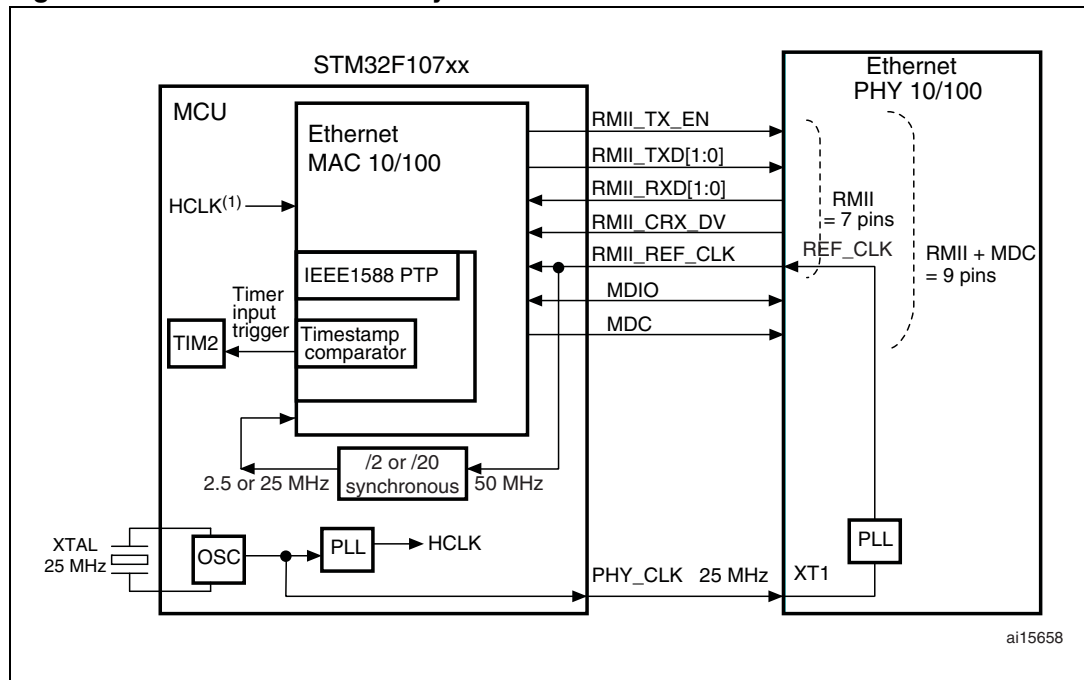 STM32F107xx
MCU
Ethernet
MAC 10/100
HCLK(1)
IEEE1588 PTP
Timer
input
trigger
TIM2
Timestamp
comparator
/2 or /20
synchronous
2.5 or 25 MHz
50 MHz
XTAL
25 MHz
OSC
PLL
HCLK
RMII_TX_EN
RMII_TXD[1:0]
RMII_RXD[1:0]
RMII_CRX_DV
RMII_REF_CLK
MDIO
MDC
PHY_CLK 25 MHz
Ethernet
PHY 10/100
RMII
= 7 pins
REF_CLK
RMII + MDC
= 9 pins
PLL
XT1
ai15658